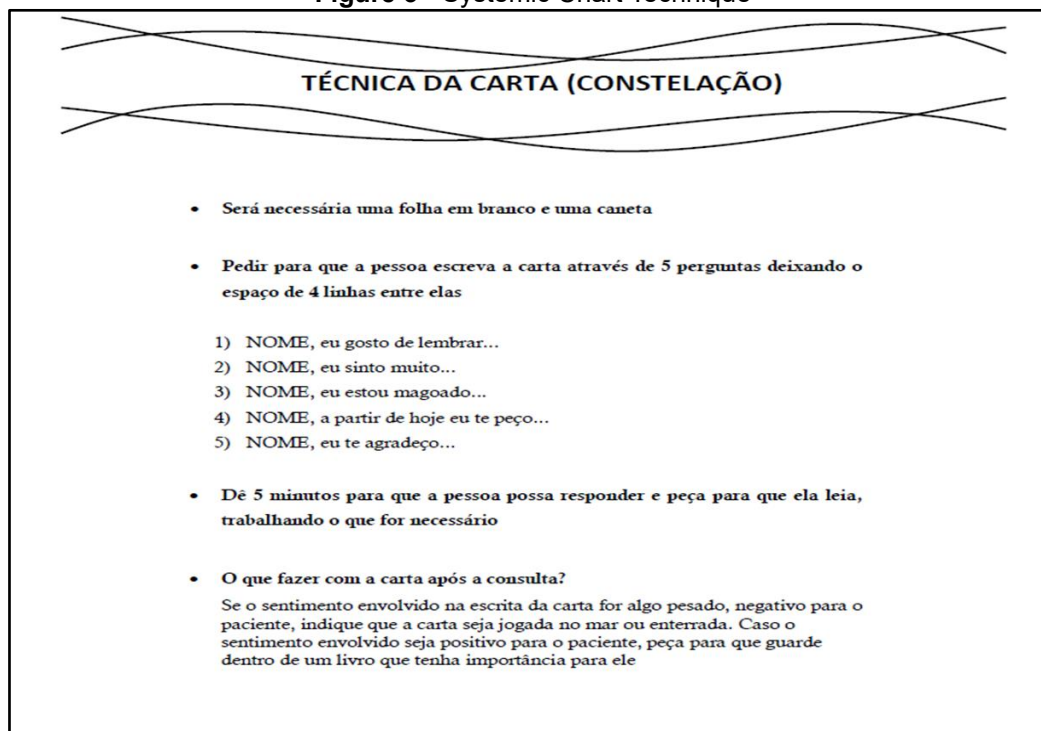 TÉCNICA DA CARTA (CONSTELAÇÃO)
• Será necessária uma folha em branco e uma caneta
• Pedir para que a pessoa escreva a carta através de 5 perguntas deixando o
espaço de 4 linhas entre elas
1) NOME, eu gosto de lembrar...
2) NOME, eu sinto muito...
3) NOME, eu estou magoado...
4) NOME, a partir de hoje eu te peço...
5) NOME, eu te agradeço...
• Dê 5 minutos para que a pessoa possa responder e peça para que ela leia,
trabalhando o que for necessário
• O que fazer com a carta após a consulta?
Se o sentimento envolvido na escrita da carta for algo pesado, negativo para o
paciente, indique que a carta seja jogada no mar ou enterrada. Caso o
sentimento envolvido seja positivo para o paciente, peça para que guarde
dentro de um livro que tenha importância para ele